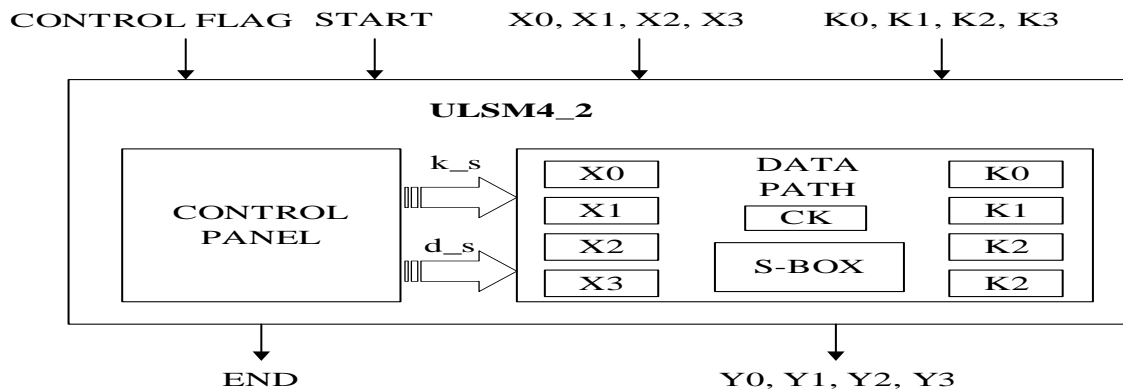 CONTROL FLAG START X0, X1, X2, X3 K0, K1, K2, K3
ULSM4_2
CONTROL
PANEL
k_s
d_s
X0
X1
X2
X3
DATA
PATH
CK
S-BOX
K0
K1
K2
K2
END Y0, Y1, Y2, Y3